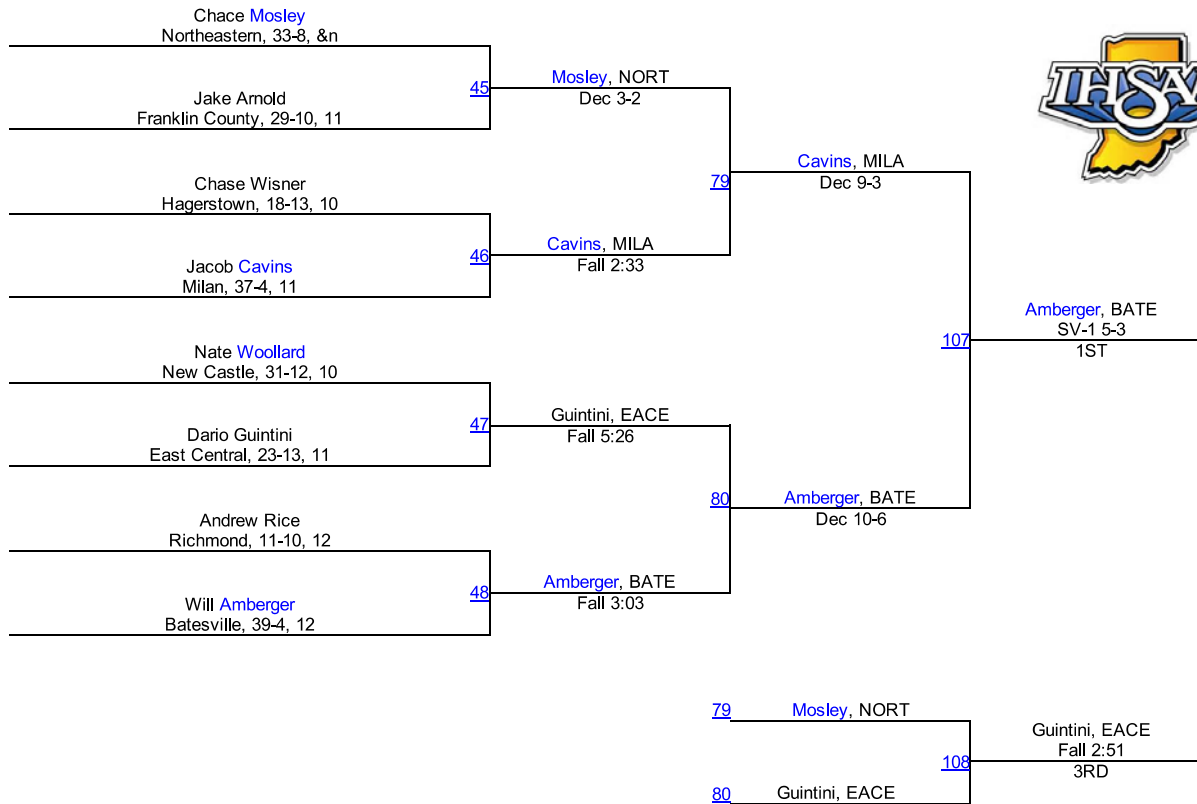 Chace Mosley
Northeastern, 33-8, &n
45
Jake Arnold
Franklin County, 29-10, 11
Mosley, NORT
Dec 3-2
Chase Wisner
Hagerstown, 18-13, 10
46
Jacob Cavins
Milan, 37-4, 11
Cavins, MILA
Fall 2:33
79
Cavins, MILA
Dec 9-3
Nate Woollard
New Castle, 31-12, 10
47
Dario Guintini
East Central, 23-13, 11
Guintini, EACE
Fall 5:26
Andrew Rice
Richmond, 11-10, 12
48
Will Amberger
Batesville, 39-4, 12
Amberger, BATE
Fall 3:03
80
Amberger, BATE
Dec 10-6
107
Amberger, BATE
SV-1 5-3
1ST
IHSAA
79
Mosley, NORT
108
80
Guintini, EACE
Guintini, EACE
Fall 2:51
3RD